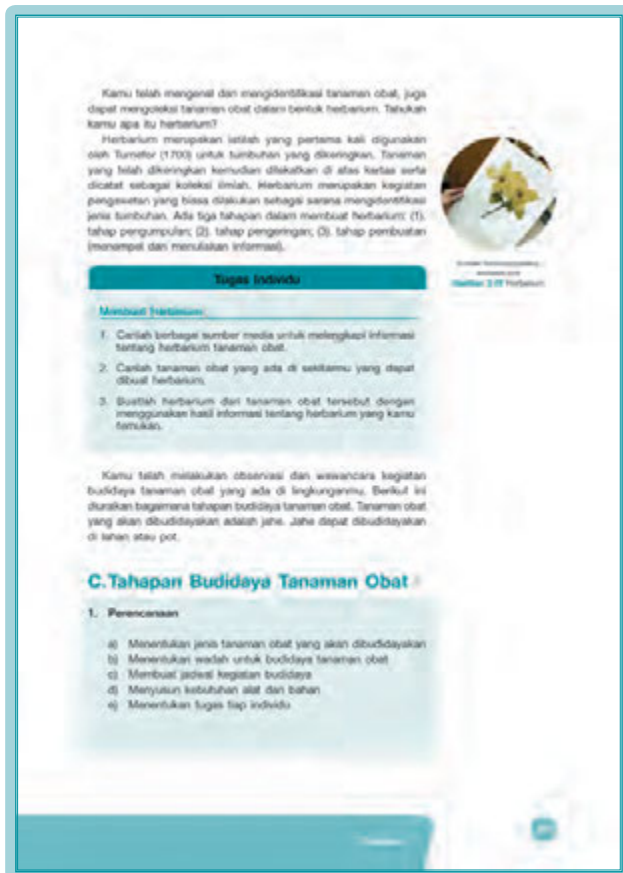 Kamu telah mengenal dan mengidentifikasi tanaman obat, juga
dapat mengoleksi tanaman obat dalam bentuk herbarium. Tahukah
kamu apa itu herbarium?
Herbarium merupakan istilah yang pertama kali digunakan
oleh Turnefor (1700) untuk tumbuhan yang dikeringkan. Tanaman
yang telah dikeringkan kemudian dilekatkan di atas kertas serta
dicatat sebagai koleksi ilmiah. Herbarium merupakan kegiatan
pengawetan yang biasa dilakukan sebagai sarana mengidentifikasi
jenis tumbuhan. Ada tiga tahapan dalam membuat herbarium: (1).
tahap pengumpulan; (2). tahap pengeringan; (3). tahap pembuatan
(menempel dan menuliskan informasi).
Herbarium
Tugas Individu
Membuat Herbarium
1. Carilah berbagai sumber media untuk melengkapi informasi
tentang herbarium tanaman obat.
2. Carilah tanaman obat yang ada di sekitarmu yang dapat
dibuat herbarium.
3. Buatlah herbarium dari tanaman obat tersebut dengan
menggunakan hasil informasi tentang herbarium yang kamu
temukan.
Kamu telah melakukan observasi dan wawancara kegiatan
budidaya tanaman obat yang ada di lingkunganmu. Berikut ini
diuraikan bagaimana tahapan budidaya tanaman obat. Tanaman obat
yang akan dibudidayakan adalah jahe. Jahe dapat dibudidayakan
di lahan atau pot.
C. Tahapan Budidaya Tanaman Obat
1. Perencanaan
a) Menentukan jenis tanaman obat yang akan dibudidayakan
b) Menentukan wadah untuk budidaya tanaman obat
c) Membuat jadwal kegiatan budidaya
d) Menyusun kebutuhan alat dan bahan
e) Menentukan tugas tiap individu